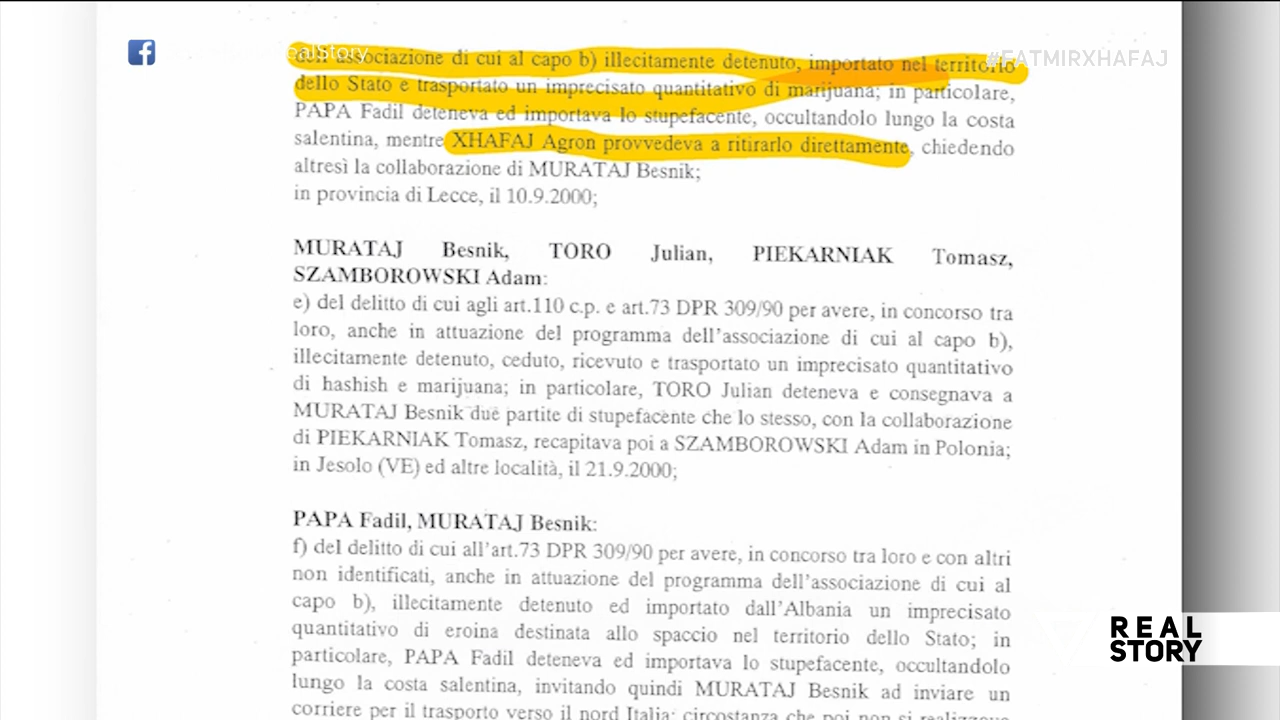 #FATMIRXHAFAJ
dell'associazione di cui al capo b) illecitamente detenuto, importato nel territorio
dello Stato e trasportato un imprecisato quantitativo di marijuana; in particolare,
PAPA Fadil deteneva ed importava lo stupefacente, occultandolo lungo la costa
salentina, mentre XHAFAJ Agron provvedeva a ritirarlo direttamente, chiedendo
altresì la collaborazione di MURATAJ Besnik;
in provincia di Lecce, il 10.9.2000;
MURATAJ Besnik, TORO Julian, PIEKARNIAK Tomasz,
SZAMBOROWSKI Adam:
e) del delitto di cui agli art.110 c.p. e art.73 DPR 309/90 per avere, in concorso tra
loro, anche in attuazione del programma dell'associazione di cui al capo b),
illecitamente detenuto, ceduto, ricevuto e trasportato un imprecisato quantitativo
di hashish e marijuana; in particolare, TORO Julian deteneva e consegnava a
MURATAJ Besnik due partite di stupefacente che lo stesso, con la collaborazione
di PIEKARNIAK Tomasz, recapitava poi a SZAMBOROWSKI Adam in Polonia;
in Jesolo (VE) ed altre località, il 21.9.2000;
PAPA Fadil, MURATAJ Besnik:
f) del delitto di cui all'art.73 DPR 309/90 per avere, in concorso tra loro e con altri
non identificati, anche in attuazione del programma dell'associazione di cui al
capo b), illecitamente detenuto ed importato dall'Albania un imprecisato
quantitativo di eroina destinata allo spaccio nel territorio dello Stato; in
particolare, PAPA Fadil deteneva ed importava lo stupefacente, occultandolo
lungo la costa salentina, invitando quindi MURATAJ Besnik ad inviare un
corriere per il trasporto verso il nord Italia; circostanza che poi non si realizzava
REAL
STORY